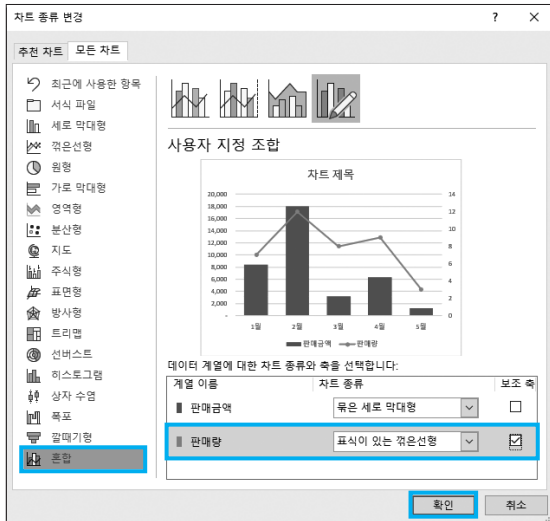 차트 종류 변경
? ×
추천 차트 모든 차트
최근에 사용한 항목
서식 파일
세로 막대형
꺾은선형
원형
가로 막대형
영역형
분산형
지도
주식형
표면형
방사형
트리맵
선버스트
히스토그램
상자 수염
폭포
깔때기형
혼합
사용자 지정 조합
차트 제목
20,000
18,000
16,000
14,000
12,000
10,000
8,000
6,000
4,000
2,000
-
14
12
10
8
6
4
2
0
1월 2월 3월 4월 5월
판매금액 판매량
데이터 계열에 대한 차트 종류와 축을 선택합니다:
계열 이름 차트 종류 보조 축
판매금액 묶은 세로 막대형
판매량 표식이 있는 꺾은선형
확인 취소